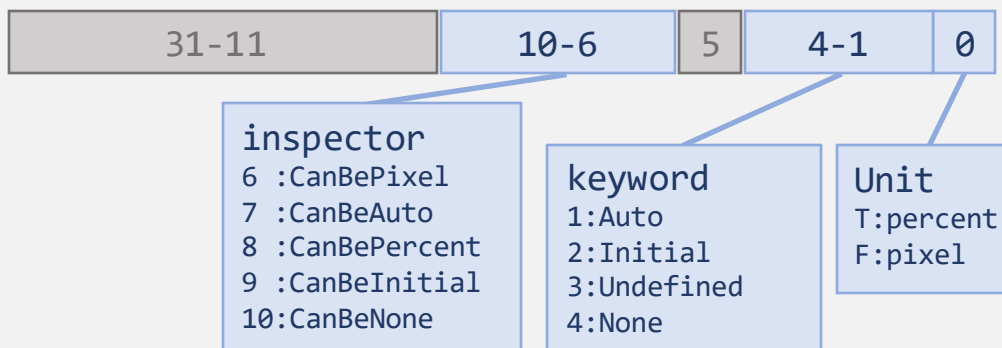 31-11 10-6 5 4-1 0
inspector
6 :CanBePixel
7 :CanBeAuto
8 :CanBePercent
9 :CanBeInitial
10:CanBeNone
keyword
1:Auto
2:Initial
3:Undefined
4:None
Unit
T:percent
F:pixel